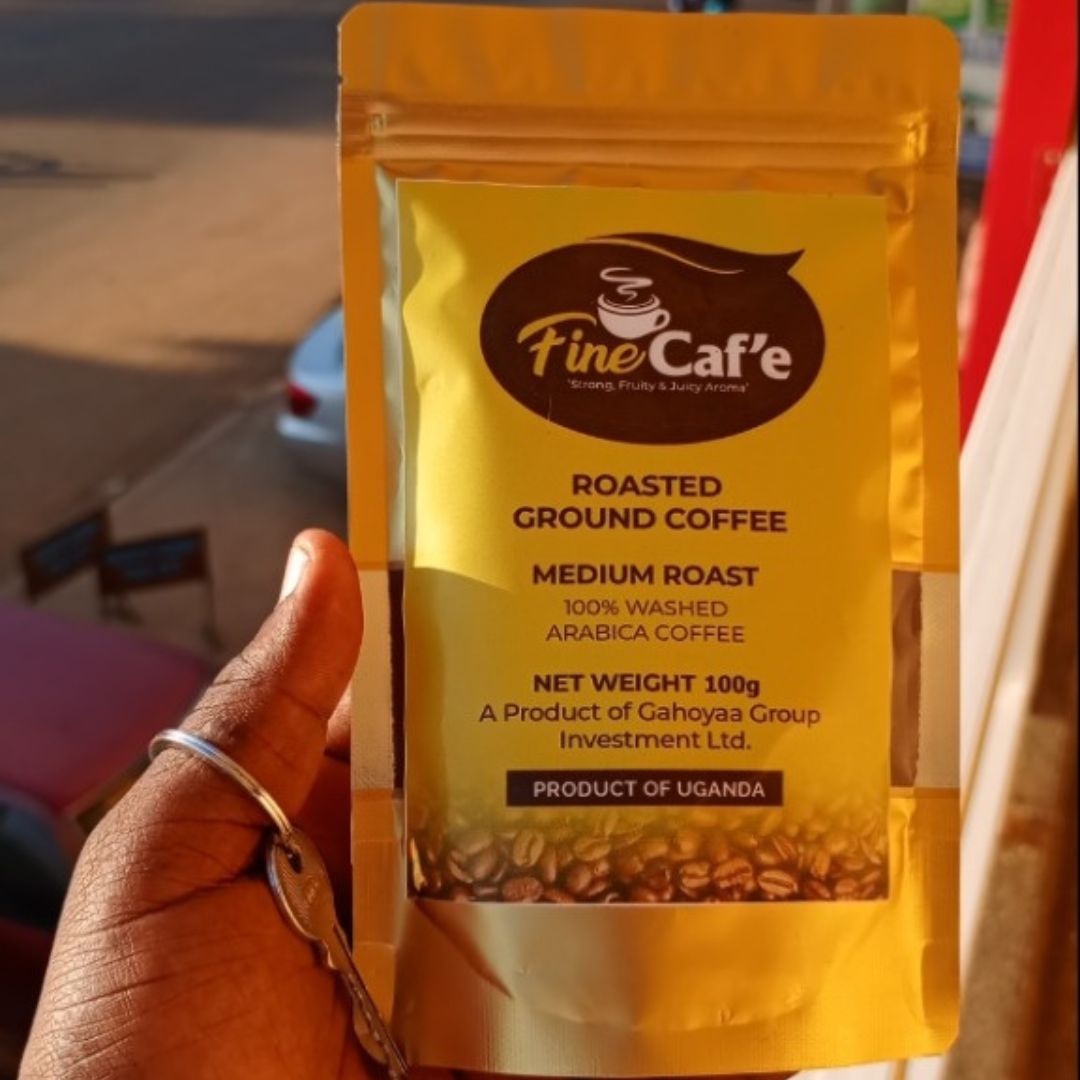 Fine Caf'e
'Strong, Fruity & Juicy Aroma'
ROASTED
GROUND COFFEE
MEDIUM ROAST
100% WASHED
ARABICA COFFEE
NET WEIGHT 100g
A Product of Gahoyaa Group
Investment Ltd.
PRODUCT OF UGANDA